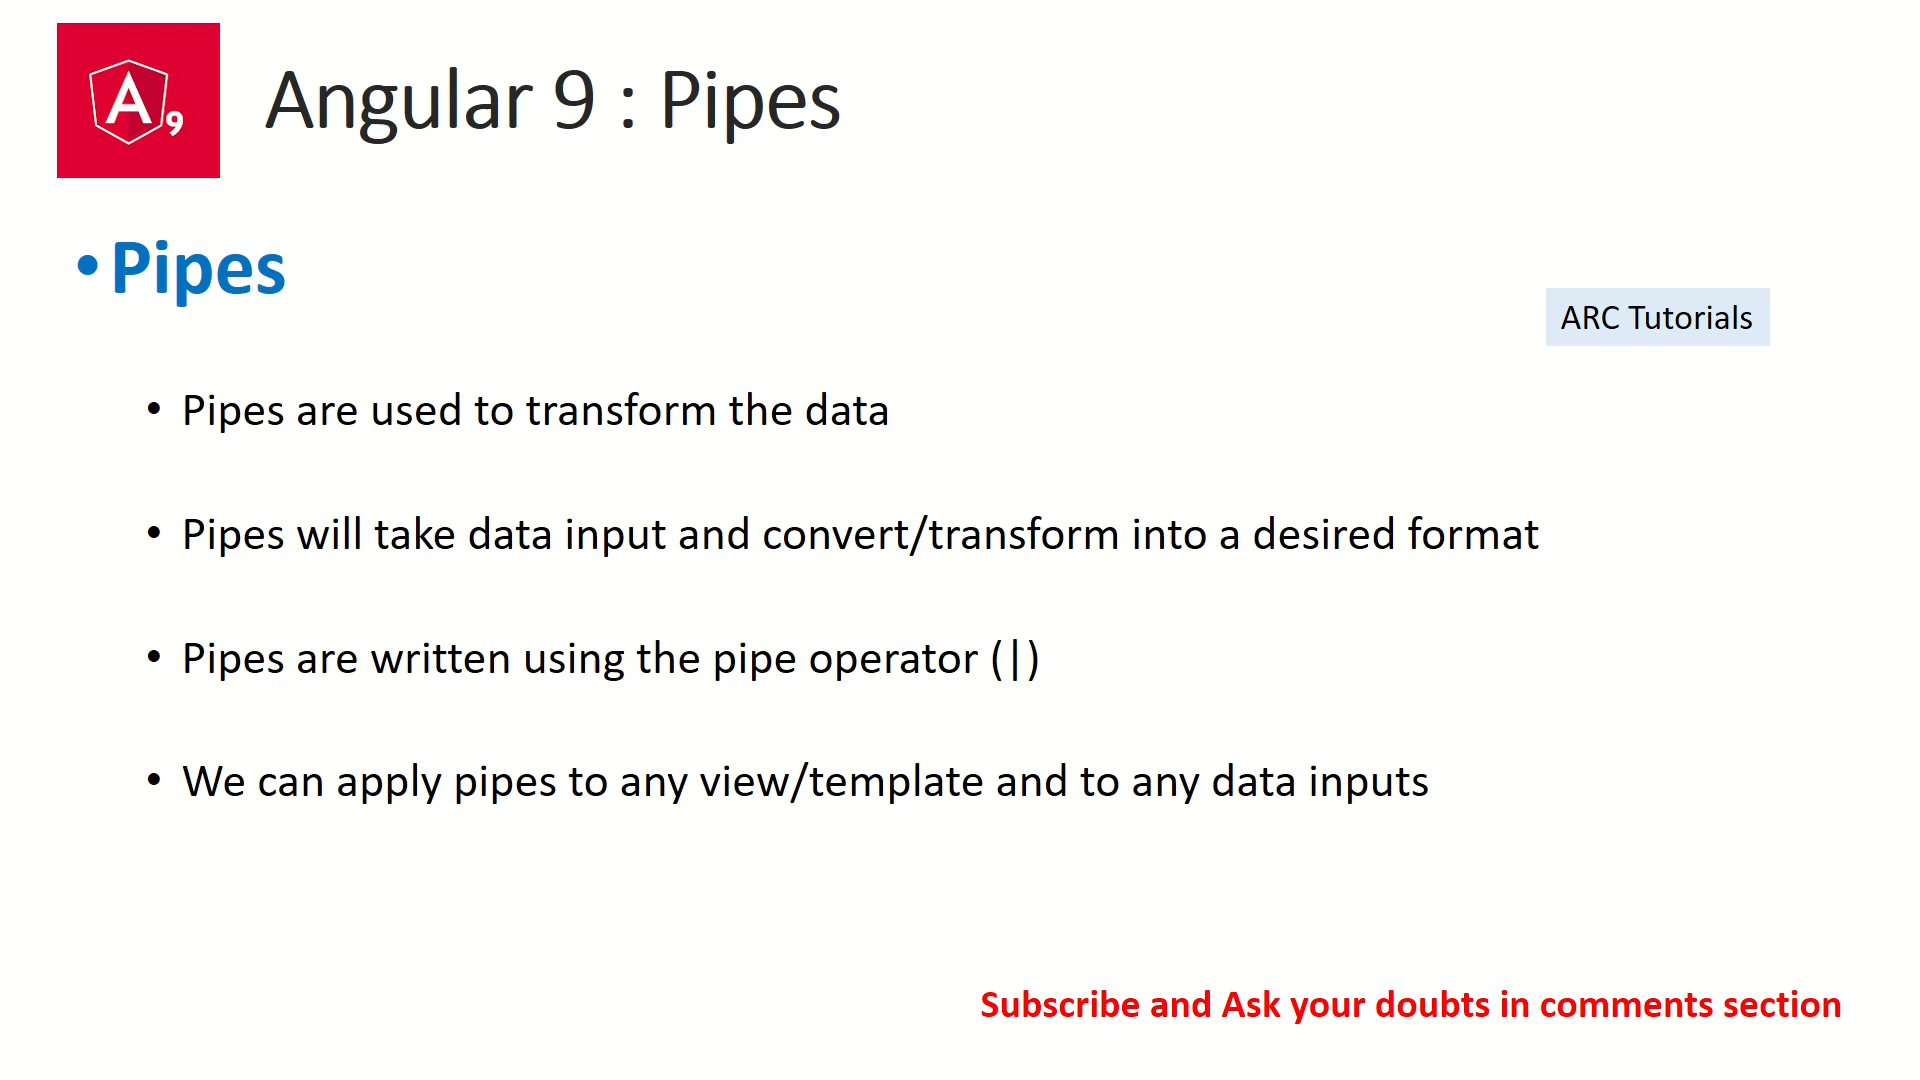 A9
Angular 9 : Pipes
• Pipes
ARC Tutorials
• Pipes are used to transform the data
• Pipes will take data input and convert/transform into a desired format
• Pipes are written using the pipe operator (|)
• We can apply pipes to any view/template and to any data inputs
Subscribe and Ask your doubts in comments section